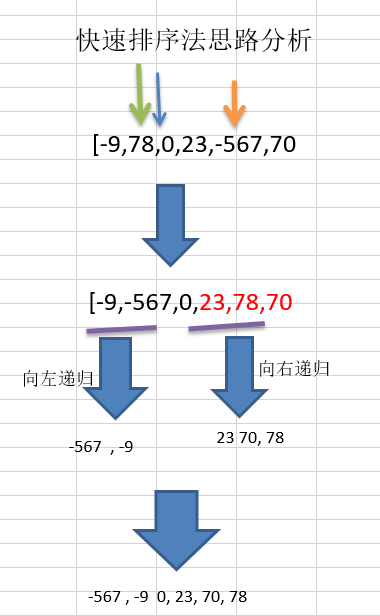 快速排序法思路分析
[-9,78,0,23,-567,70
[-9,-567,0,23,78,70
向左递归
向右递归
-567 , -9
23 70, 78
-567 , -9 0, 23, 70, 78